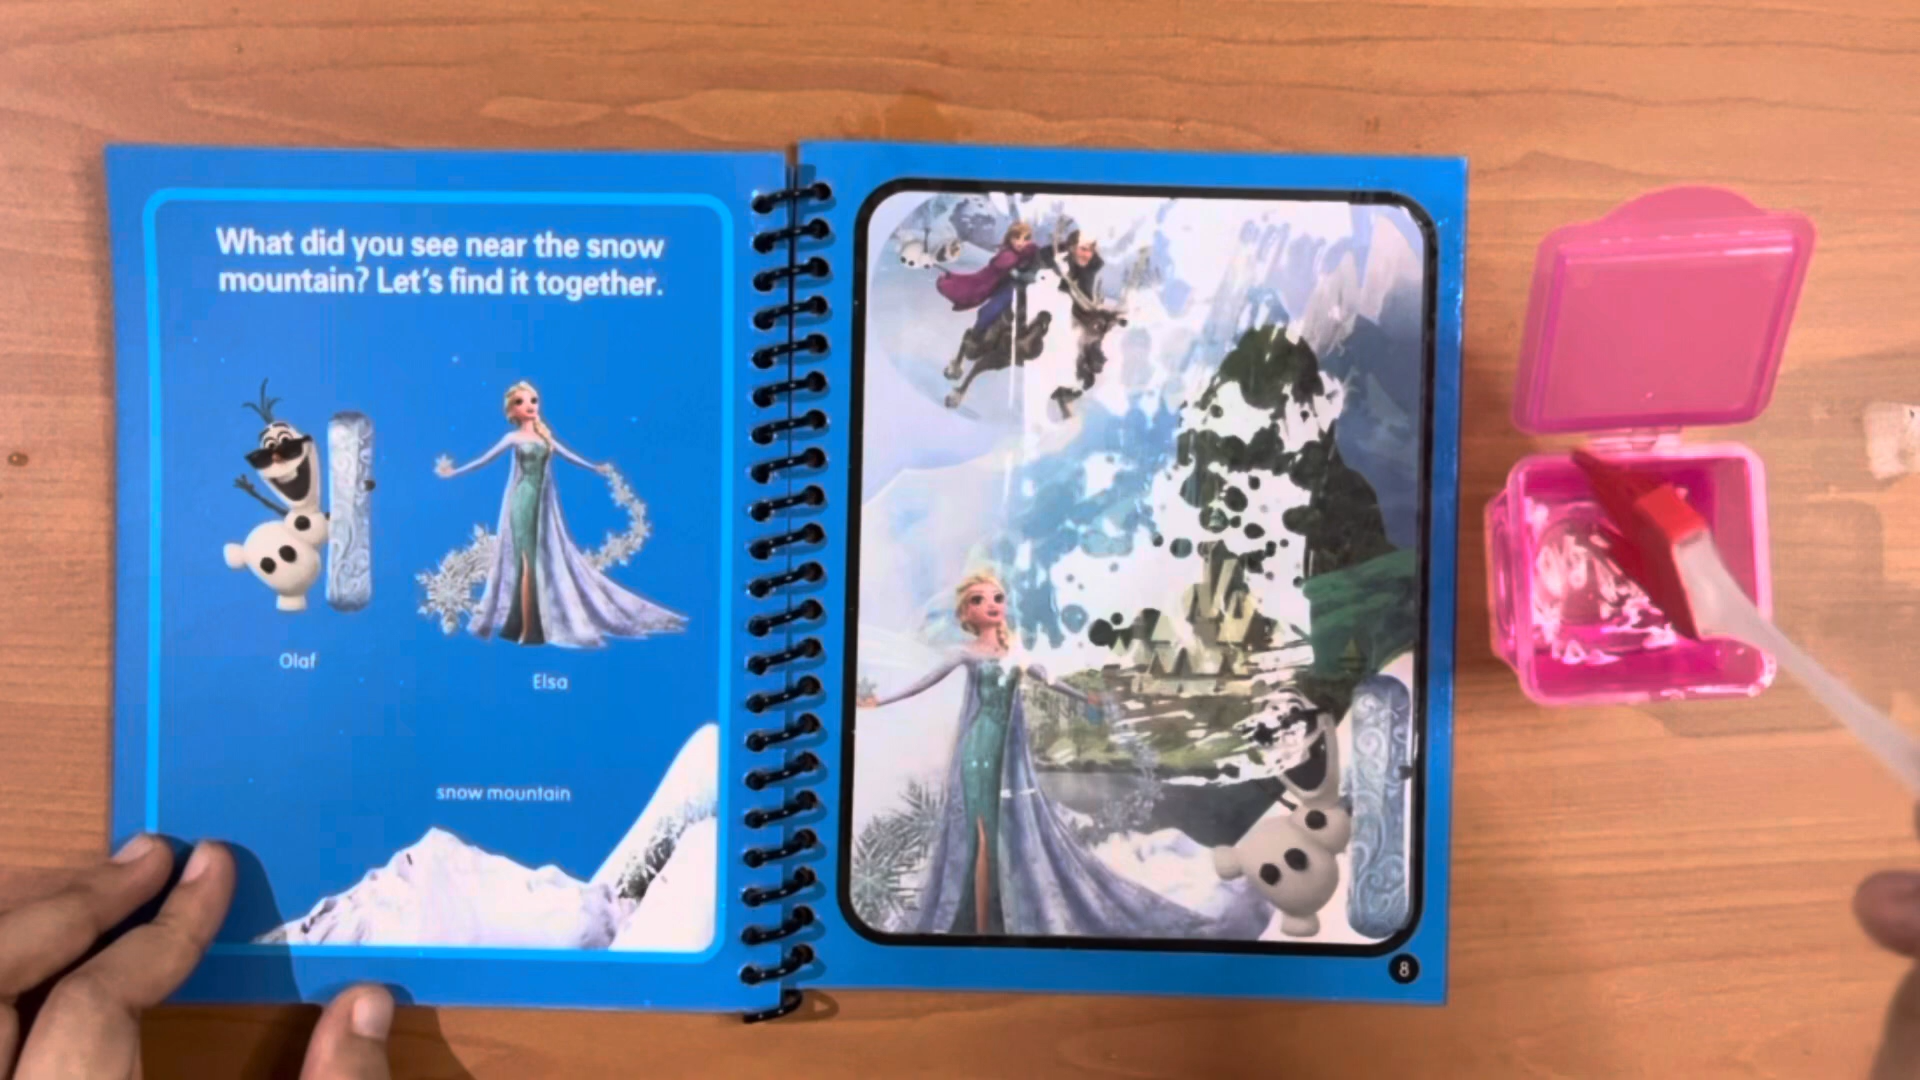 What did you see near the snow
mountain? Let's find it together.
Olaf
Elsa
snow mountain
8